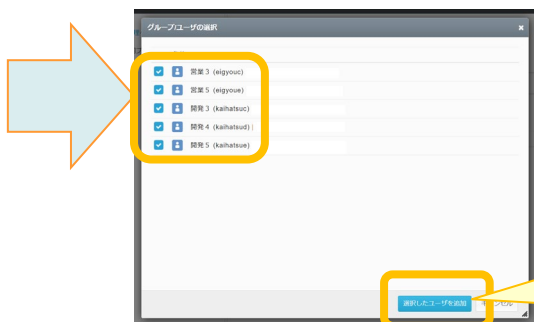 グループ/ユーザの選択
営業3 (eigyouc)
営業5 (eigyoue)
開発3 (kaihatsuc)
開発4 (kaihatsud)
開発5 (kaihatsue)
選択したユーザを追加